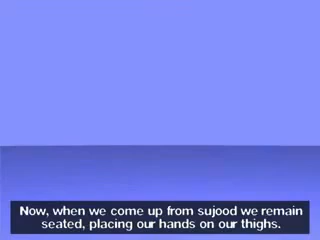 Now, when we come up from sujood we remain
seated, placing our hands on our thighs.